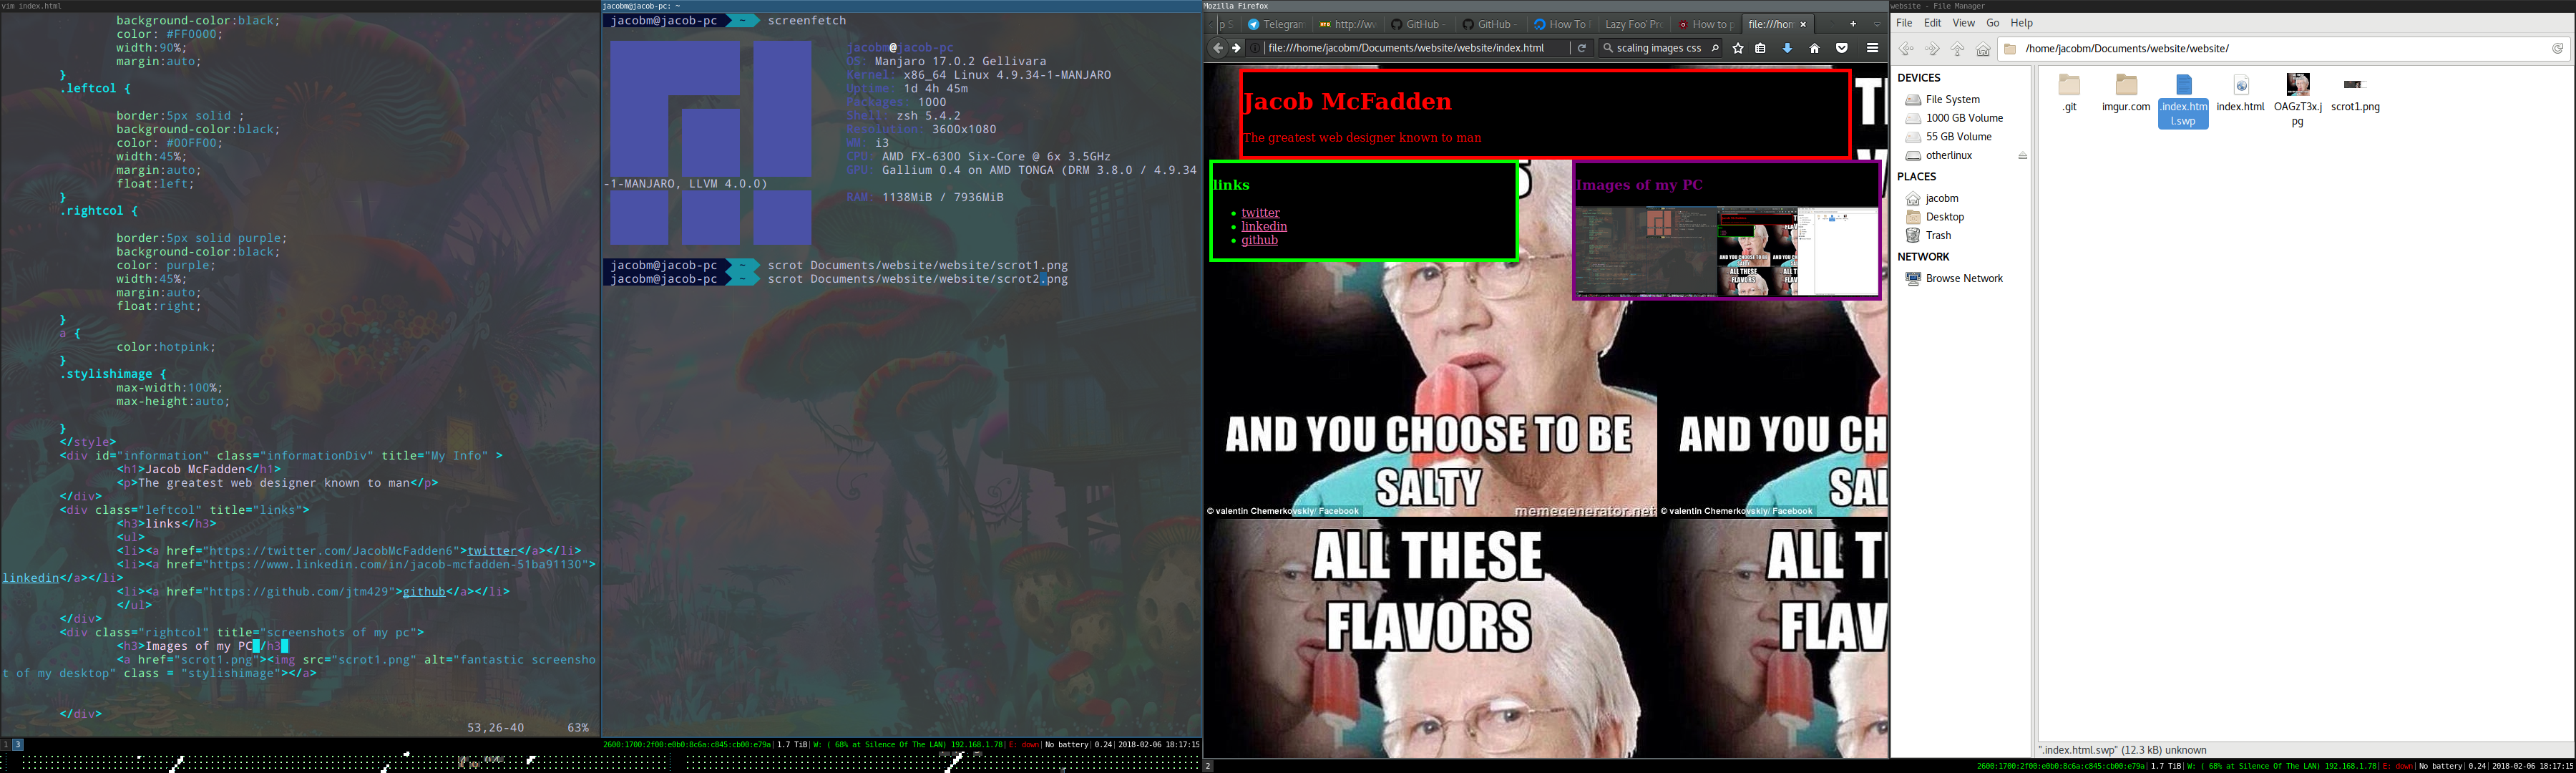 vim index.html
background-color:black;
color: #FF0000;
width:90%;
margin:auto;
}
.leftcol {
border:5px solid ;
background-color:black;
color: #00FF00;
width:45%;
margin:auto;
float:left;
}
.rightcol {
border:5px solid purple;
background-color:black;
color: purple;
width:45%;
margin:auto;
float:right;
}
a {
color:hotpink;
}
.stylishimage {
max-width:100%;
max-height:auto;
}
</style>
<div id="information" class="informationDiv" title="My Info" >
<h1>Jacob McFadden</h1>
<p>The greatest web designer known to man</p>
</div>
<div class="leftcol" title="links">
<h3>links</h3>
<ul>
<li><a href="https://twitter.com/JacobMcFadden6">twitter</a></li>
<li><a href="https://www.linkedin.com/in/jacob-mcfadden-51ba91130">
linkedin</a></li>
<li><a href="https://github.com/jtm429">github</a></li>
</ul>
</div>
<div class="rightcol" title="screenshots of my pc">
<h3>Images of my PC</h3>
<a href="scrot1.png"><img src="scrot1.png" alt="fantastic screensho
t of my desktop" class = "stylishimage"></a>
</div>
53,26-40 63%
1 3
jacobm@jacob-pc: ~
jacobm@jacob-pc ~ screenfetch
jacobm@jacob-pc
OS: Manjaro 17.0.2 Gellivara
Kernel: x86_64 Linux 4.9.34-1-MANJARO
Uptime: 1d 4h 45m
Packages: 1000
Shell: zsh 5.4.2
Resolution: 3600x1080
WM: i3
CPU: AMD FX-6300 Six-Core @ 6x 3.5GHz
GPU: Gallium 0.4 on AMD TONGA (DRM 3.8.0 / 4.9.34
-1-MANJARO, LLVM 4.0.0)
RAM: 1138MiB / 7936MiB
jacobm@jacob-pc ~ scrot Documents/website/website/scrot1.png
jacobm@jacob-pc ~ scrot Documents/website/website/scrot2.png
2600:1700:2f00:e0b0:8c6a:c845:cb00:e79a| 1.7 TiB| W: ( 68% at Silence Of The LAN) 192.168.1.78| E: down| No battery| 0.24| 2018-02-06 18:17:15
Mozilla Firefox
p S Telegram http://ww GitHub - GitHub - How To Lazy Foo' Pro How to p file:///hom × +
file:///home/jacobm/Documents/website/website/index.html
scaling images css
Jacob McFadden
The greatest web designer known to man
links
twitter
linkedin
github
Images of my PC
AND YOU CHOOSE TO BE
SALTY
© valentin Chemerkovskiy/ Facebook
memegenerator.net
AND YOU CH
SAL
© valentin Chemerkovskiy/ Facebook
ALL THESE
FLAVORS
ALL T
FLAV
2
website - File Manager
File Edit View Go Help
/home/jacobm/Documents/website/website/
DEVICES
File System
1000 GB Volume
55 GB Volume
otherlinux
PLACES
jacobm
Desktop
Trash
NETWORK
Browse Network
.git
imgur.com
.index.htm
l.swp
index.html
OAGzT3x.j
pg
scrot1.png
".index.html.swp" (12.3 kB) unknown
2600:1700:2f00:e0b0:8c6a:c845:cb00:e79a| 1.7 TiB| W: ( 68% at Silence Of The LAN) 192.168.1.78| E: down| No battery| 0.24| 2018-02-06 18:17:15